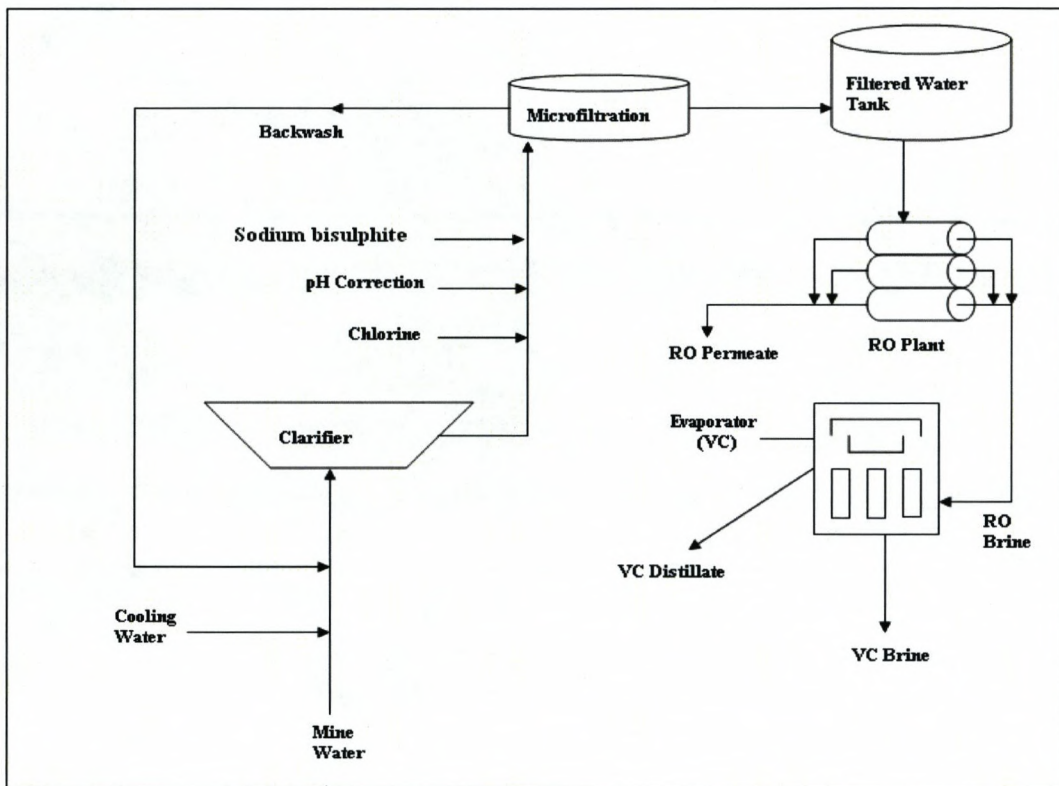 Filtered Water
Tank
Microfiltration
Backwash
Sodium bisulphite
pH Correction
Chlorine
RO Permeate
RO Plant
Clarifier
Evaporator
(VC)
RO
Brine
VC Distillate
Cooling
Water
VC Brine
Mine
Water